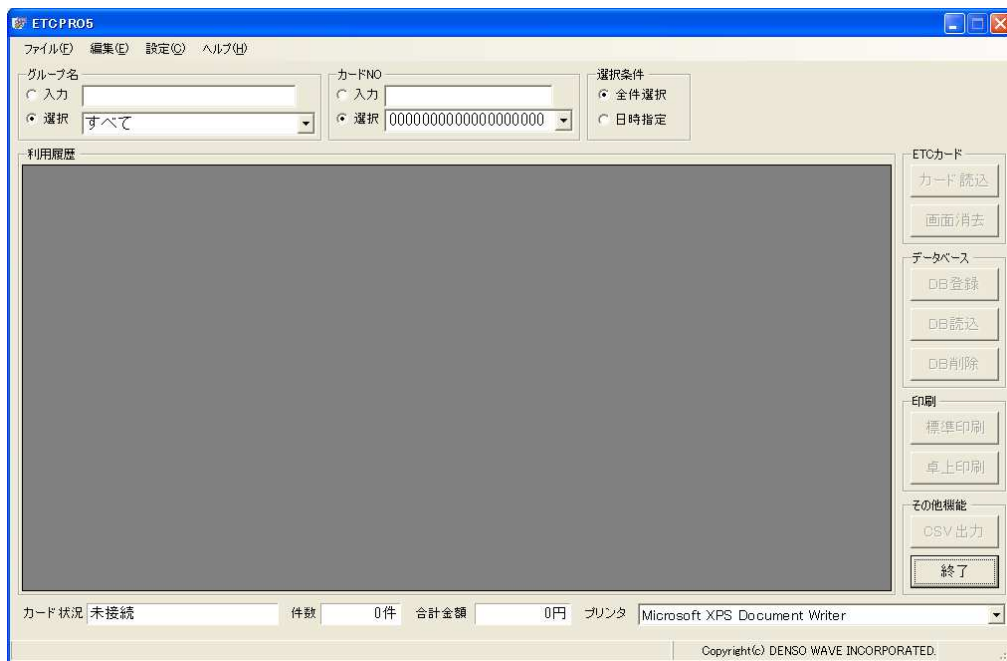 ETCPRO5
ファイル(F) 編集(E) 設定(C) ヘルプ(H)
グループ名
入力
選択 すべて
カードNO
入力
選択 0000000000000000000
選択条件
全件選択
日時指定
利用履歴
ETCカード
カード読込
画面消去
データベース
DB登録
DB読込
DB削除
印刷
標準印刷
卓上印刷
その他機能
CSV出力
終了
カード状況 未接続 件数 0件 合計金額 0円 プリンタ Microsoft XPS Document Writer
Copyright(c) DENSO WAVE INCORPORATED.